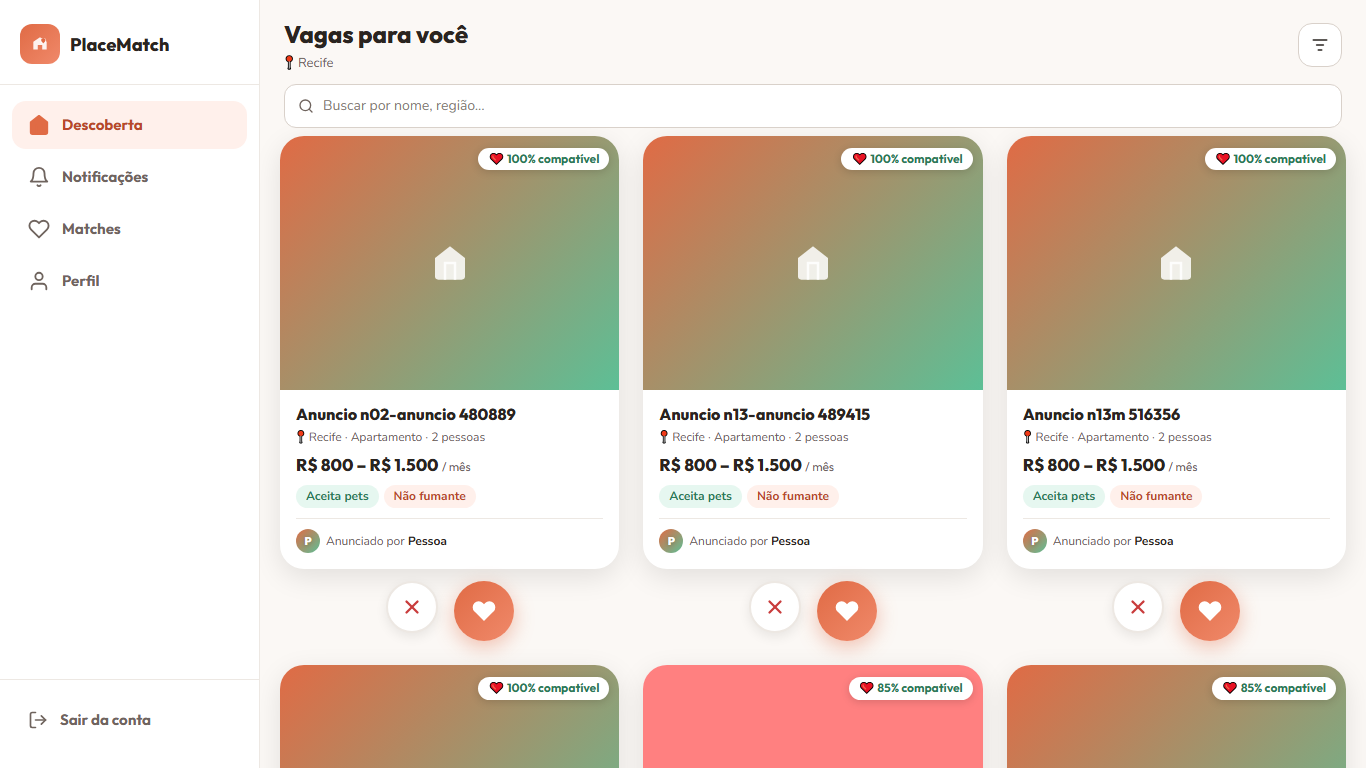 PlaceMatch
Descoberta
Notificações
Matches
Perfil
Sair da conta
Vagas para você
Recife
Buscar por nome, região...
100% compatível
Anuncio n02-anuncio 480889
Recife · Apartamento · 2 pessoas
R$ 800 – R$ 1.500 / mês
Aceita pets
Não fumante
P
Anunciado por Pessoa
100% compatível
Anuncio n13-anuncio 489415
Recife · Apartamento · 2 pessoas
R$ 800 – R$ 1.500 / mês
Aceita pets
Não fumante
P
Anunciado por Pessoa
100% compatível
Anuncio n13m 516356
Recife · Apartamento · 2 pessoas
R$ 800 – R$ 1.500 / mês
Aceita pets
Não fumante
P
Anunciado por Pessoa
100% compatível
85% compatível
85% compatível